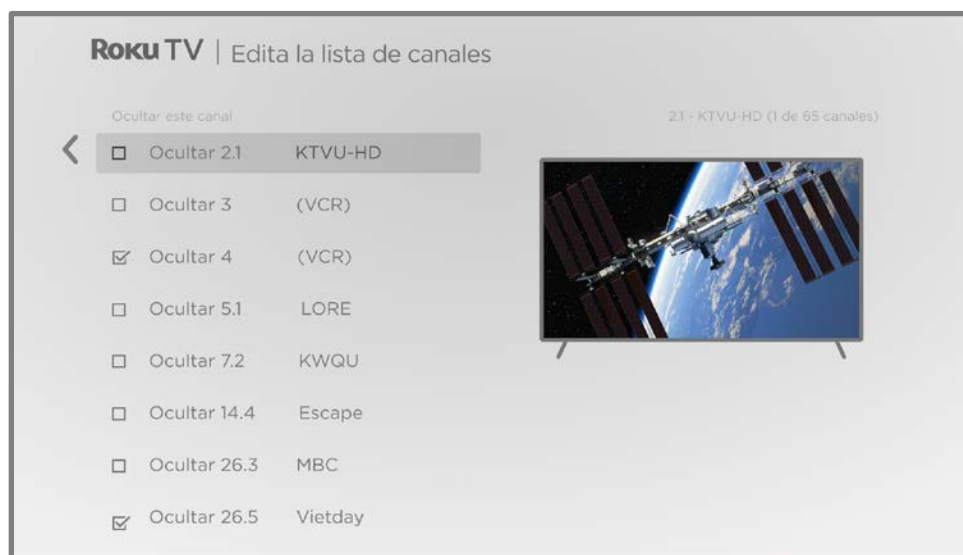 Roku TV | Edita la lista de canales
Ocultar este canal
2.1 - KTVU-HD (1 de 65 canales)
Ocultar 2.1 KTVU-HD
Ocultar 3 (VCR)
Ocultar 4 (VCR)
Ocultar 5.1 LORE
Ocultar 7.2 KWQU
Ocultar 14.4 Escape
Ocultar 26.3 MBC
Ocultar 26.5 Vietday